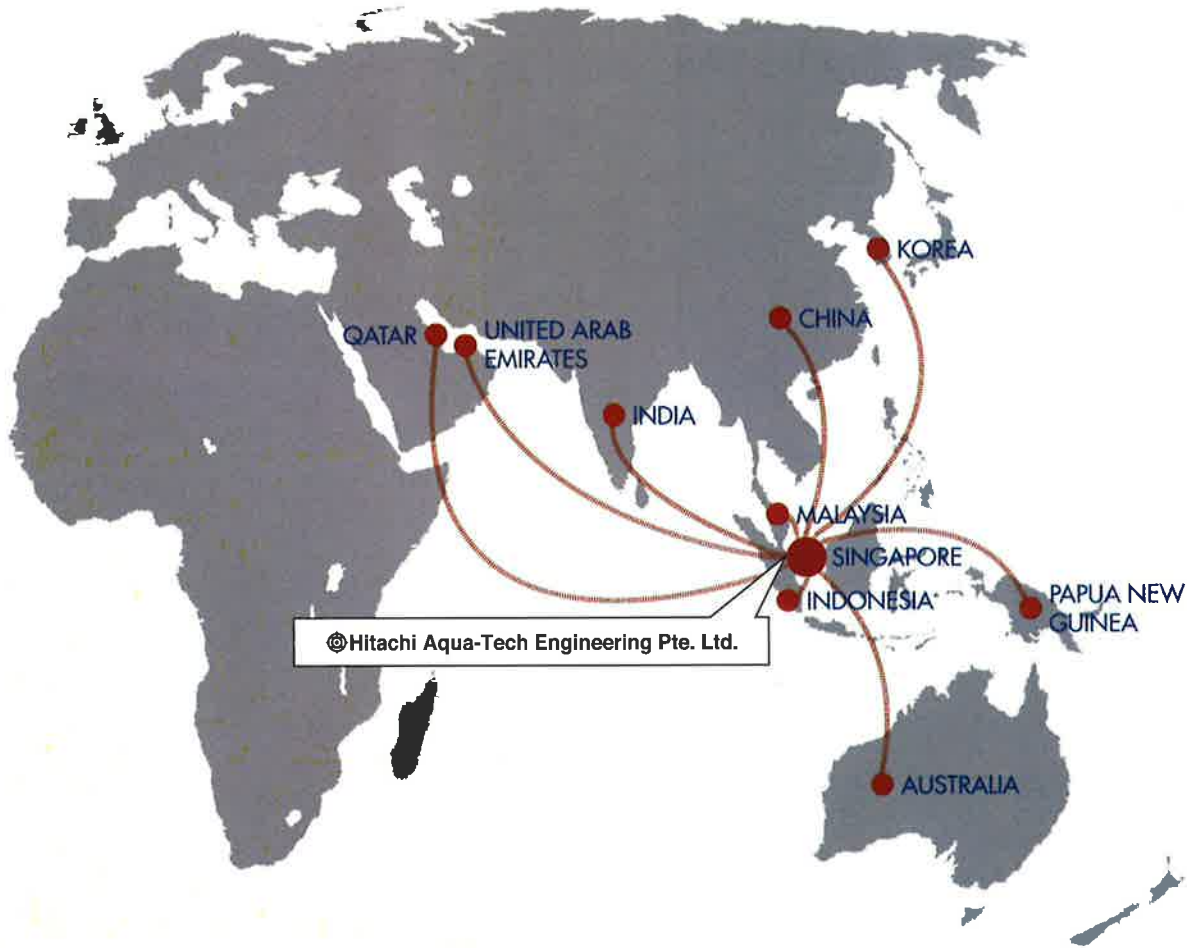 KOREA
CHINA
QATAR
UNITED ARAB
EMIRATES
INDIA
MALAYSIA
SINGAPORE
INDONESIA
PAPUA NEW
GUINEA
Hitachi Aqua-Tech Engineering Pte. Ltd.
AUSTRALIA